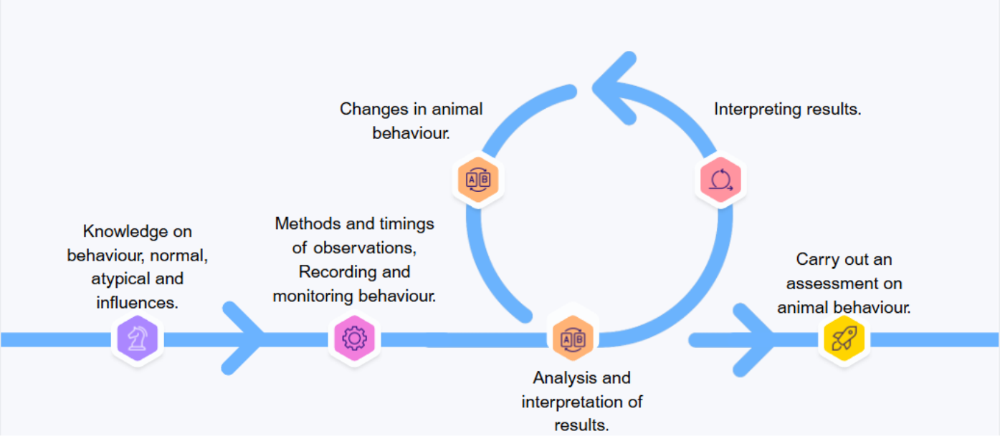 Knowledge on
behaviour, normal,
atypical and
influences.
Methods and timings
of observations,
Recording and
monitoring behaviour.
Changes in animal
behaviour.
A B
Interpreting results.
A B
Analysis and
interpretation of
results.
Carry out an
assessment on
animal behaviour.